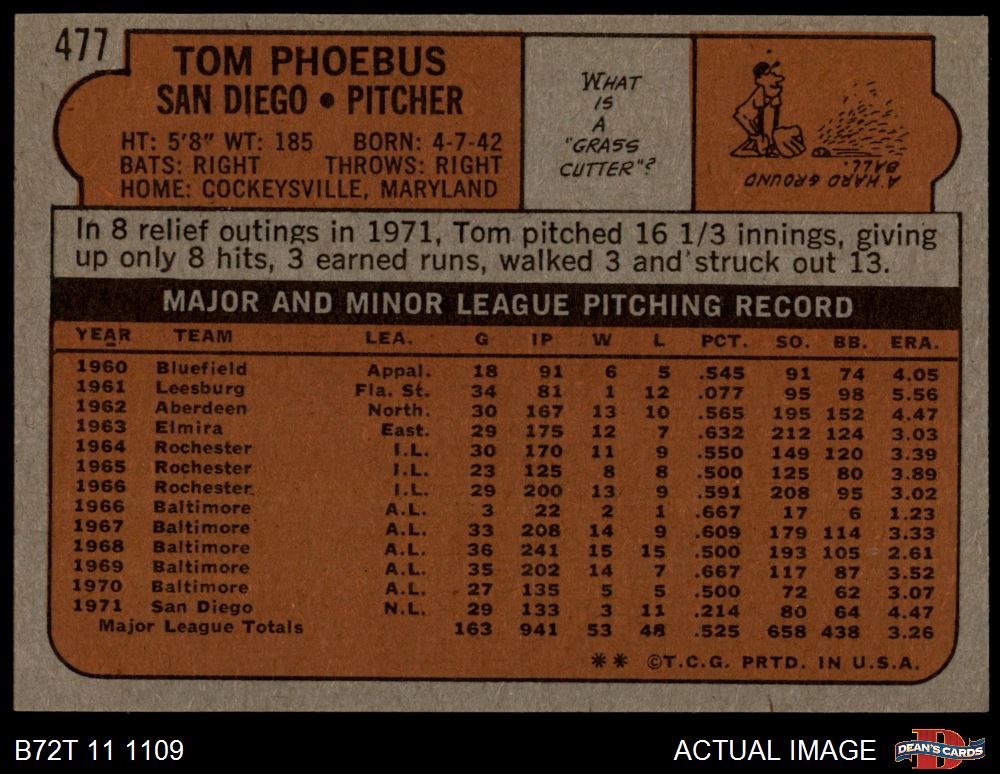 477
TOM PHOEBUS
SAN DIEGO • PITCHER
HT: 5'8" WT: 185 BORN: 4-7-42
BATS: RIGHT THROWS: RIGHT
HOME: COCKEYSVILLE, MARYLAND
WHAT
IS
A
"GRASS
CUTTER"?
A HARD GROUND
BALL
In 8 relief outings in 1971, Tom pitched 16 1/3 innings, giving
up only 8 hits, 3 earned runs, walked 3 and struck out 13.
MAJOR AND MINOR LEAGUE PITCHING RECORD
YEAR TEAM LEA. G IP W L PCT. SO. BB. ERA.
1960 Bluefield Appal. 18 91 6 5 .545 91 74 4.05
1961 Leesburg Fla. St. 34 81 1 12 .077 95 98 5.56
1962 Aberdeen North. 30 167 13 10 .565 195 152 4.47
1963 Elmira East. 29 175 12 7 .632 212 124 3.03
1964 Rochester I.L. 30 170 11 9 .550 149 120 3.39
1965 Rochester I.L. 23 125 8 8 .500 125 80 3.89
1966 Rochester I.L. 29 200 13 9 .591 208 95 3.02
1966 Baltimore A.L. 3 22 2 1 .667 17 6 1.23
1967 Baltimore A.L. 33 208 14 9 .609 179 114 3.33
1968 Baltimore A.L. 36 241 15 15 .500 193 105 2.61
1969 Baltimore A.L. 35 202 14 7 .667 117 87 3.52
1970 Baltimore A.L. 27 135 5 5 .500 72 62 3.07
1971 San Diego N.L. 29 133 3 11 .214 80 64 4.47
Major League Totals 163 941 53 48 .525 658 438 3.26
** ©T.C.G. PRTD. IN U.S.A.
B72T 11 1109
ACTUAL IMAGE
DEAN'S CARDS